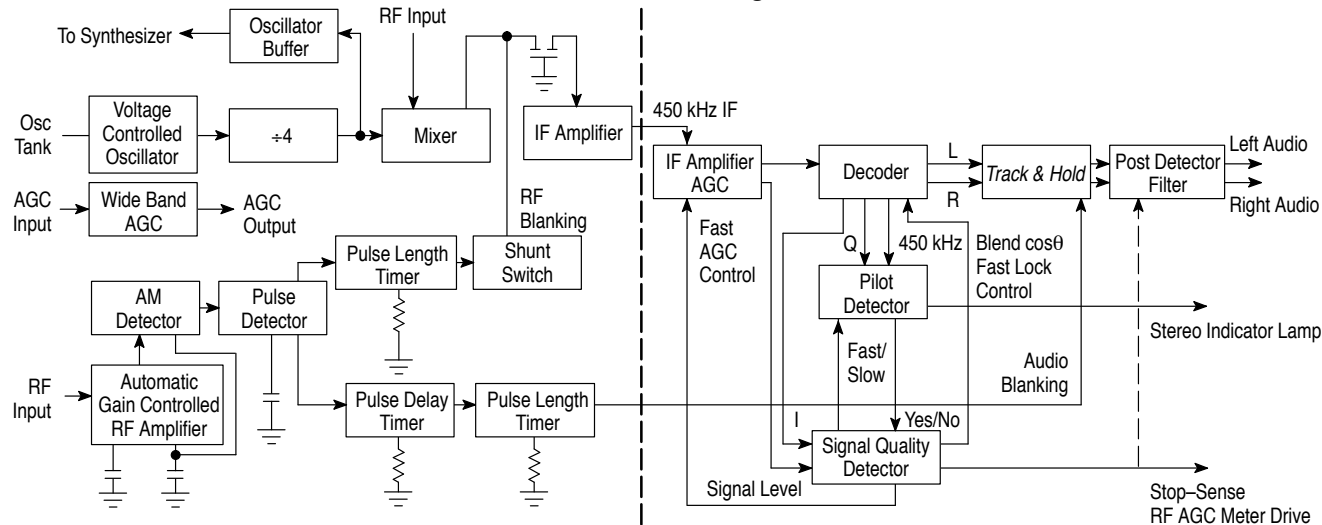 To Synthesizer
Oscillator
Buffer
RF Input
Osc
Tank
Voltage
Controlled
Oscillator
÷4
Mixer
IF Amplifier
450 kHz IF
AGC
Input
Wide Band
AGC
AGC
Output
RF
Blanking
Pulse Length
Timer
Shunt
Switch
AM
Detector
Pulse
Detector
RF
Input
Automatic
Gain Controlled
RF Amplifier
Pulse Delay
Timer
Pulse Length
Timer
IF Amplifier
AGC
Decoder
L
R
Track & Hold
Post Detector
Filter
Left Audio
Right Audio
Fast
AGC
Control
Q
450 kHz
Blend cosθ
Fast Lock
Control
Pilot
Detector
Stereo Indicator Lamp
Fast/
Slow
Audio
Blanking
I
Yes/No
Signal Quality
Detector
Signal Level
Stop–Sense
RF AGC Meter Drive